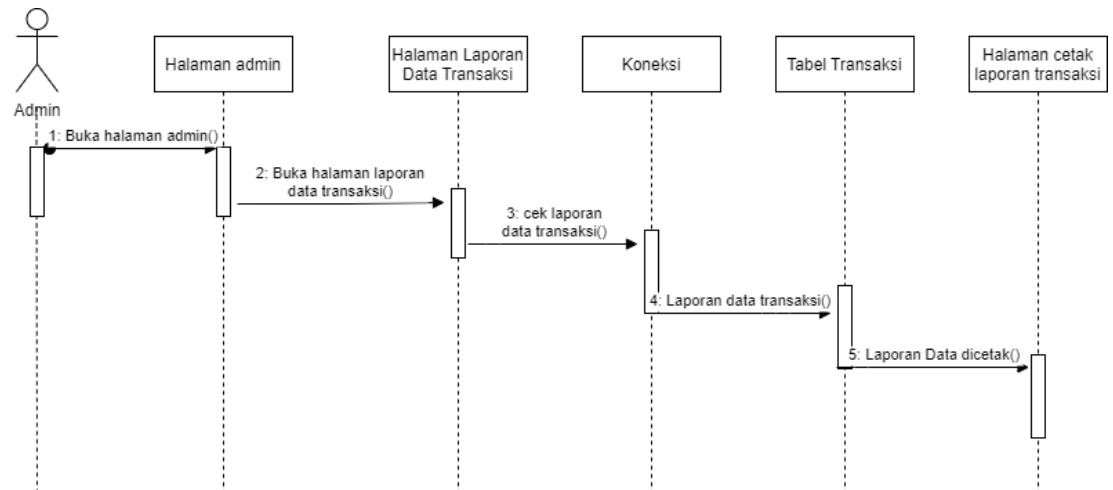 Admin
Halaman admin
Halaman Laporan
Data Transaksi
Koneksi
Tabel Transaksi
Halaman cetak
laporan transaksi
1: Buka halaman admin()
2: Buka halaman laporan
data transaksi()
3: cek laporan
data transaksi()
4: Laporan data transaksi()
5: Laporan Data dicetak()